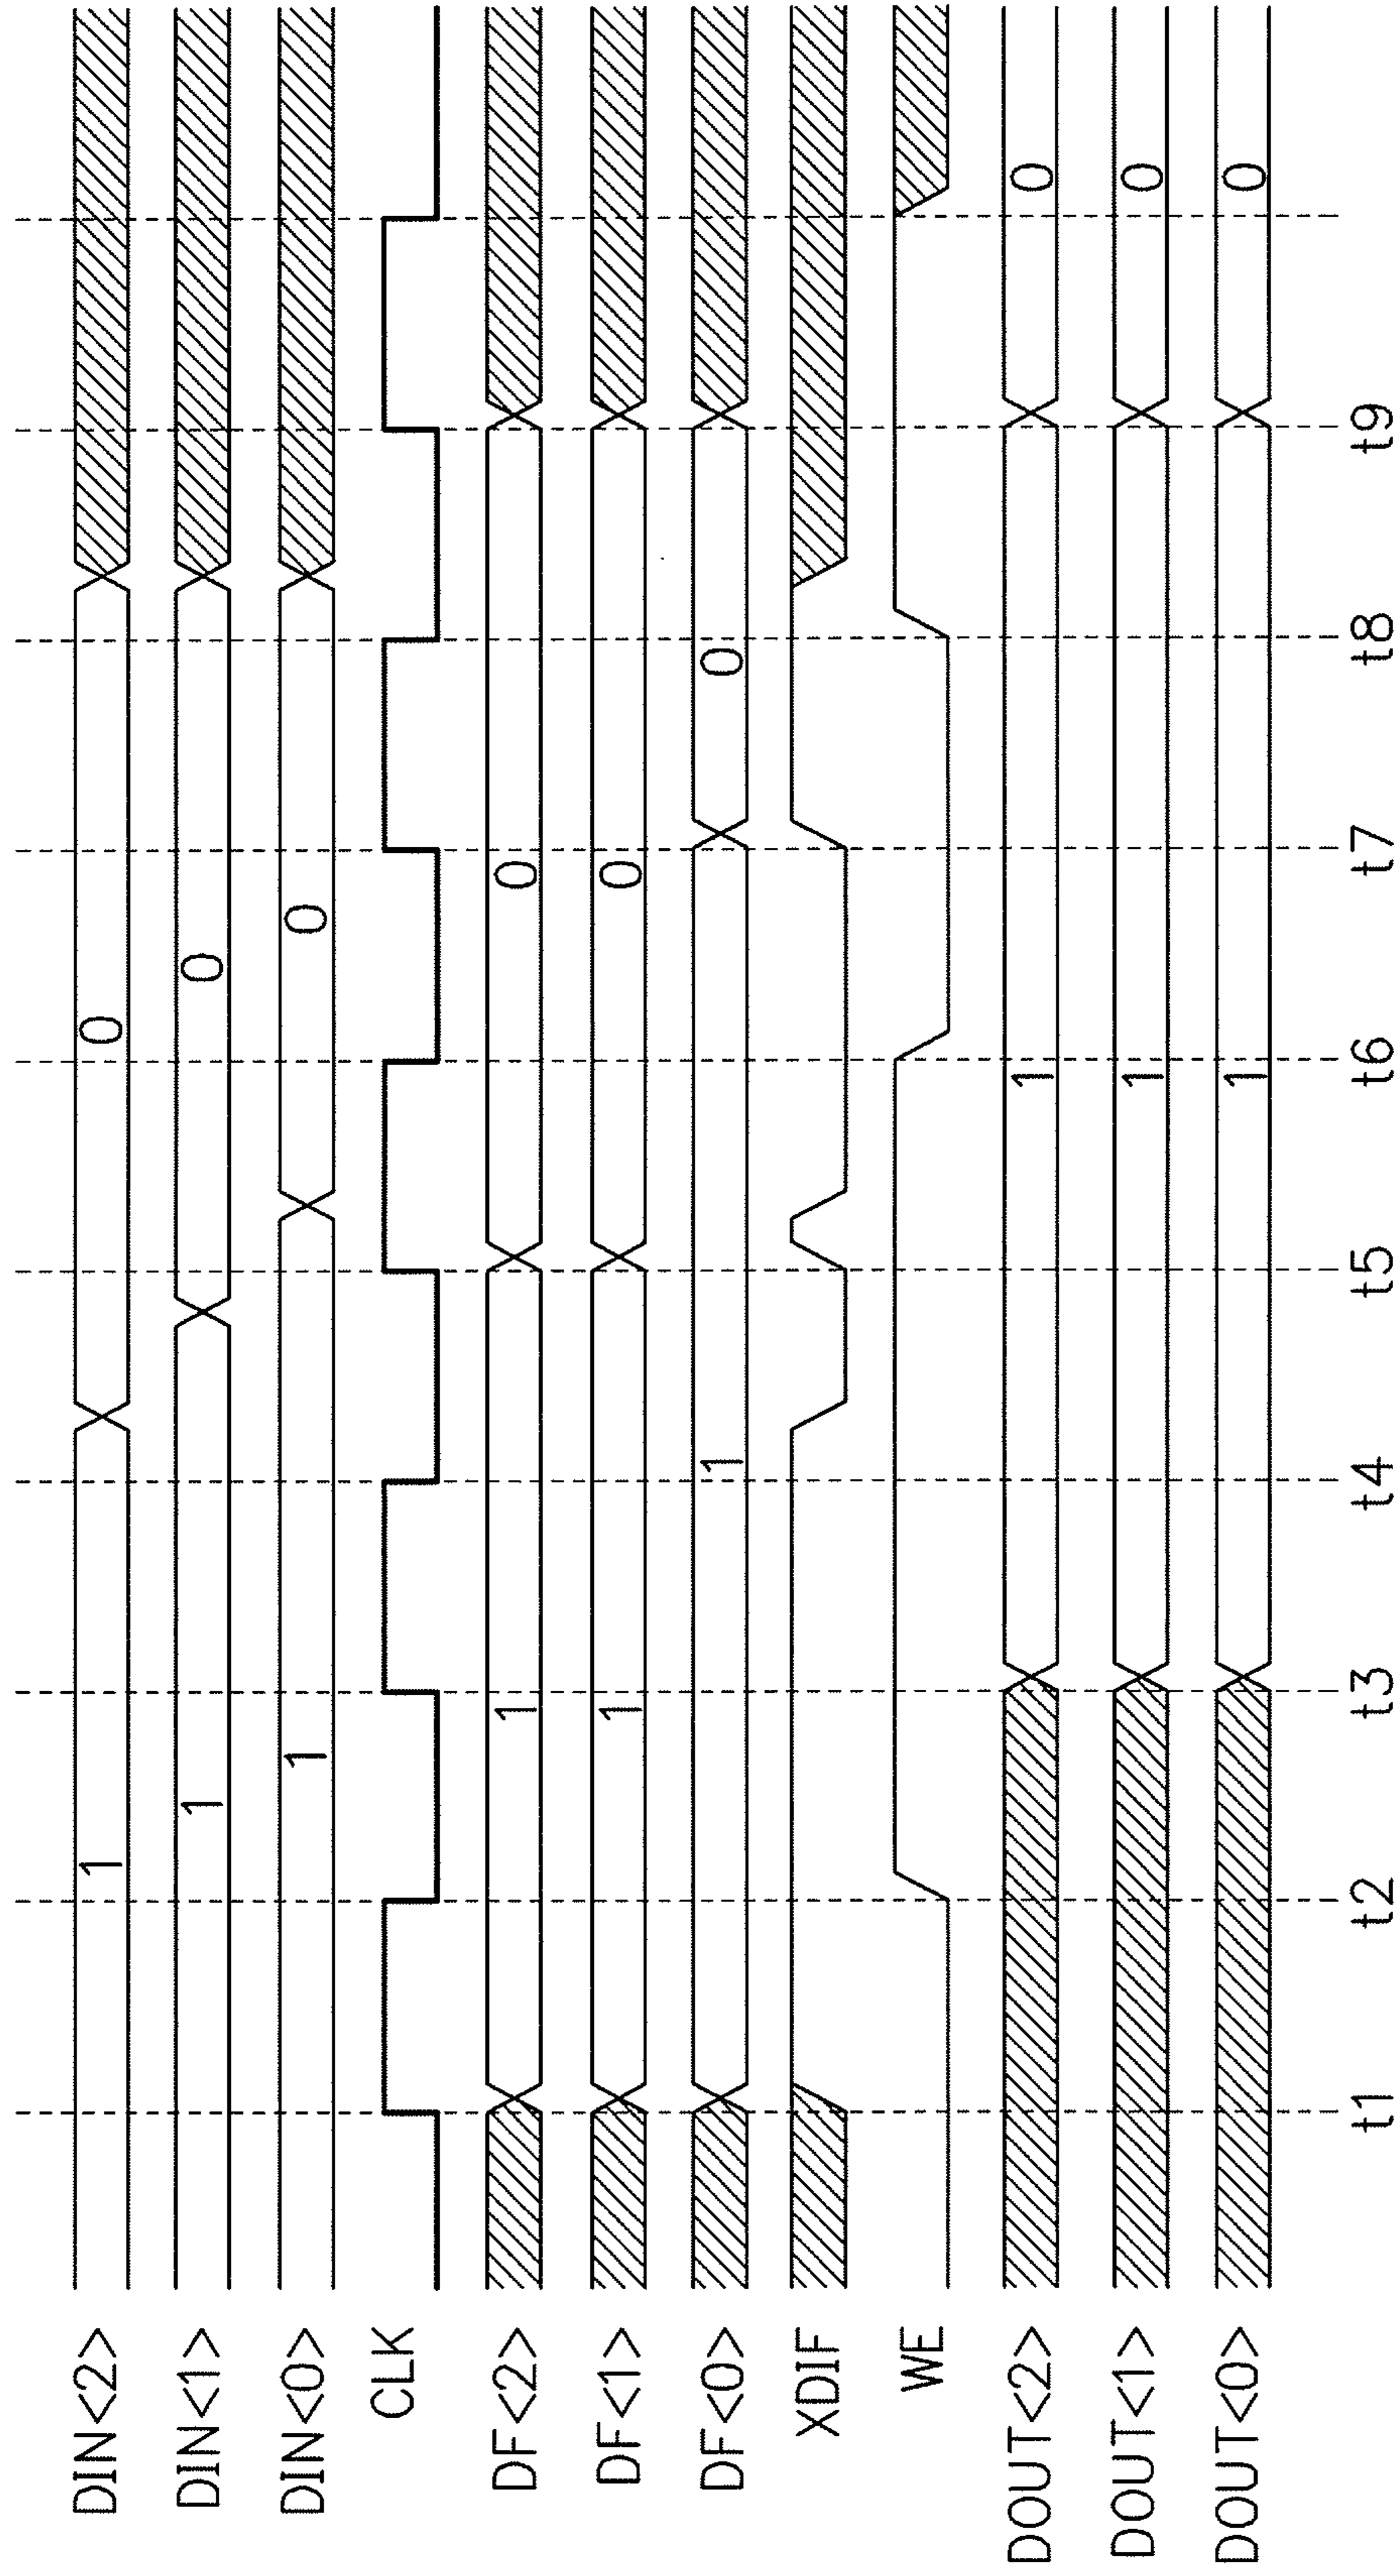 DIN<2> 1 0
DIN<1> 1 0
DIN<0> 1 0
CLK
DF<2> 1 0
DF<1> 1 0
DF<0> 1 0
XDIF
WE
DOUT<2> 1 0
DOUT<1> 1 0
DOUT<0> 1 0
t1 t2 t3 t4 t5 t6 t7 t8 t9